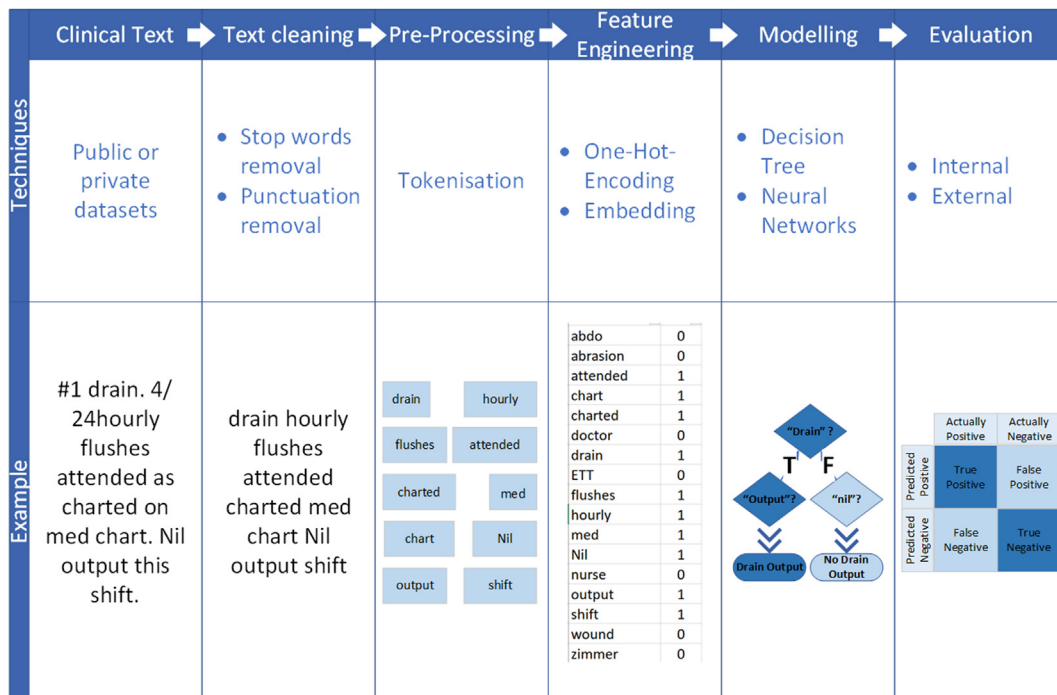 Clinical Text
Text cleaning
Pre-Processing
Feature
Engineering
Modelling
Evaluation
Techniques
Public or
private
datasets
• Stop words
removal
• Punctuation
removal
Tokenisation
• One-Hot-
Encoding
• Embedding
• Decision
Tree
• Neural
Networks
• Internal
• External
Example
#1 drain. 4/
24hourly
flushes
attended as
charted on
med chart. Nil
output this
shift.
drain hourly
flushes
attended
charted med
chart Nil
output shift
drain hourly
flushes attended
charted med
chart Nil
output shift
abdo 0
abrasion 0
attended 1
chart 1
charted 1
doctor 0
drain 1
ETT 0
flushes 1
hourly 1
med 1
Nil 1
nurse 0
output 1
shift 1
wound 0
zimmer 0
“Drain” ?
T F
“Output”? “nil”?
Drain Output
No Drain
Output
Actually
Positive
Actually
Negative
Predicted
Positive
True
Positive
False
Positive
Predicted
Negative
False
Negative
True
Negative